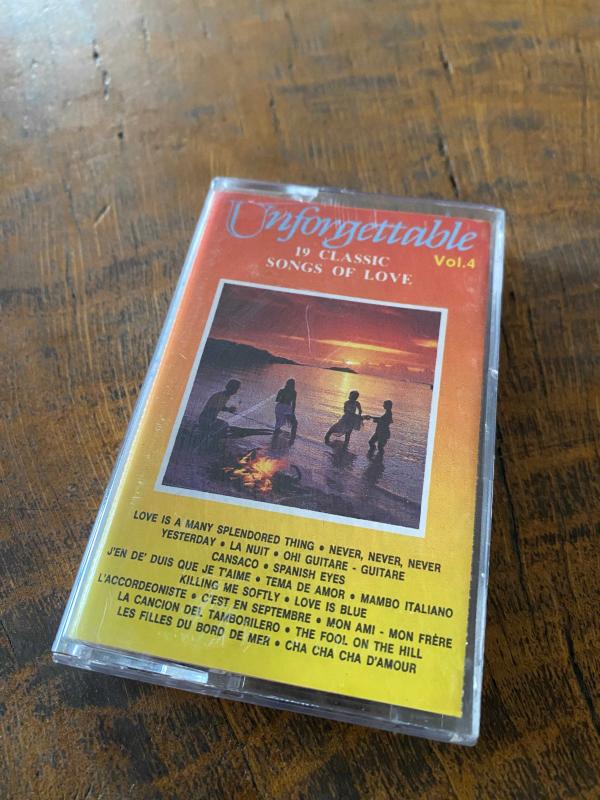 Unforgettable
19 CLASSIC
SONGS OF LOVE
Vol.4
LOVE IS A MANY SPLENDORED THING • NEVER, NEVER, NEVER
YESTERDAY • LA NUIT • OH! GUITARE - GUITARE
CANSACO • SPANISH EYES
J'EN DE' DUIS QUE JE T'AIME • TEMA DE AMOR • MAMBO ITALIANO
KILLING ME SOFTLY • LOVE IS BLUE
L'ACCORDEONISTE • C'EST EN SEPTEMBRE • MON AMI - MON FRÈRE
LA CANCION DEL TAMBORILERO • THE FOOL ON THE HILL
LES FILLES DU BORD DE MER • CHA CHA CHA D'AMOUR